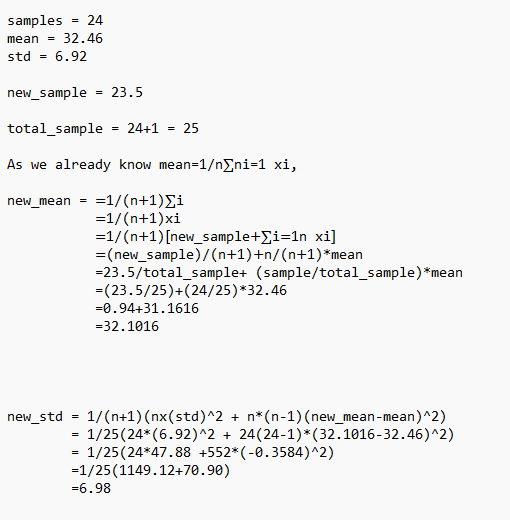 samples = 24
mean = 32.46
std = 6.92
new_sample = 23.5
total_sample = 24+1 = 25
As we already know mean=1/n∑ni=1 xi,
new_mean = =1/(n+1)∑i
=1/(n+1)xi
=1/(n+1)[new_sample+∑i=1n xi]
=(new_sample)/(n+1)+n/(n+1)*mean
=23.5/total_sample+ (sample/total_sample)*mean
=(23.5/25)+(24/25)*32.46
=0.94+31.1616
=32.1016
new_std = 1/(n+1)(nx(std)^2 + n*(n-1)(new_mean-mean)^2)
= 1/25(24*(6.92)^2 + 24(24-1)*(32.1016-32.46)^2)
= 1/25(24*47.88 +552*(-0.3584)^2)
=1/25(1149.12+70.90)
=6.98